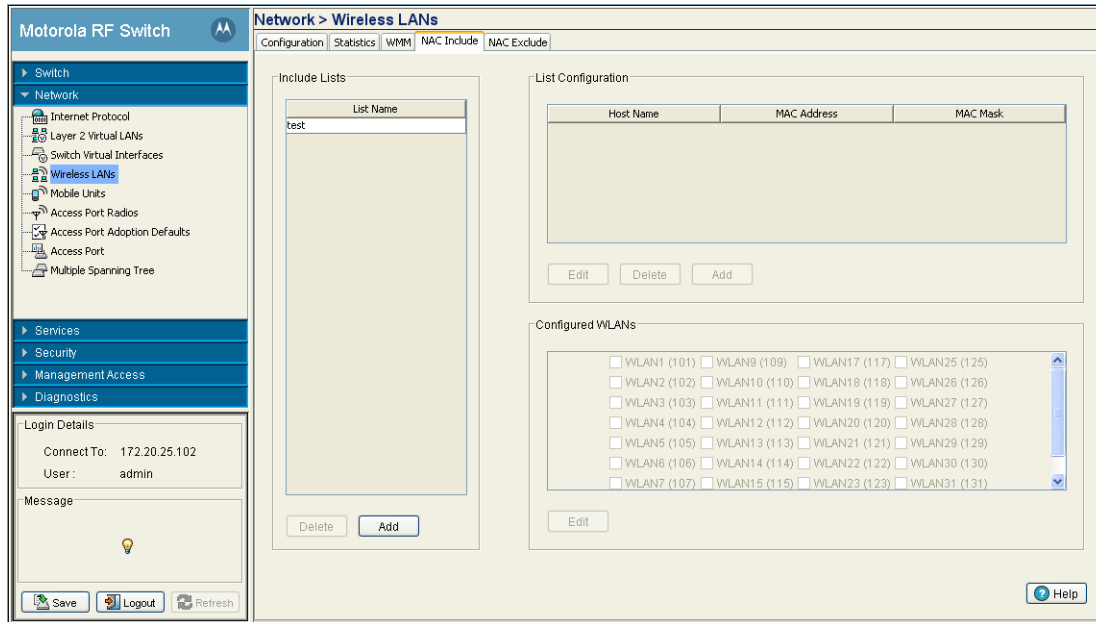 Motorola RF Switch
Network > Wireless LANs
Configuration Statistics WMM NAC Include NAC Exclude
Switch
Network
Internet Protocol
Layer 2 Virtual LANs
Switch Virtual Interfaces
Wireless LANs
Mobile Units
Access Port Radios
Access Port Adoption Defaults
Access Port
Multiple Spanning Tree
Services
Security
Management Access
Diagnostics
Login Details
Connect To: 172.20.25.102
User : admin
Message
Save Logout Refresh
Include Lists
List Name
test
Delete Add
List Configuration
Host Name MAC Address MAC Mask
Edit Delete Add
Configured WLANs
WLAN1 (101) WLAN9 (109) WLAN17 (117) WLAN25 (125)
WLAN2 (102) WLAN10 (110) WLAN18 (118) WLAN26 (126)
WLAN3 (103) WLAN11 (111) WLAN19 (119) WLAN27 (127)
WLAN4 (104) WLAN12 (112) WLAN20 (120) WLAN28 (128)
WLAN5 (105) WLAN13 (113) WLAN21 (121) WLAN29 (129)
WLAN6 (106) WLAN14 (114) WLAN22 (122) WLAN30 (130)
WLAN7 (107) WLAN15 (115) WLAN23 (123) WLAN31 (131)
Edit
Help